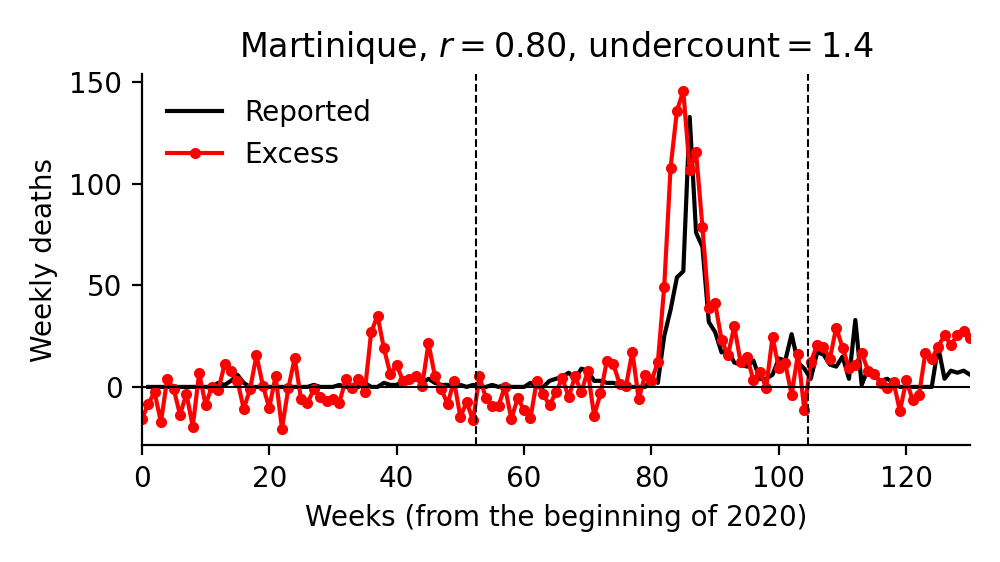 Martinique, r = 0.80, undercount = 1.4
Reported
Excess
Weekly deaths
150
100
50
0
0 20 40 60 80 100 120
Weeks (from the beginning of 2020)